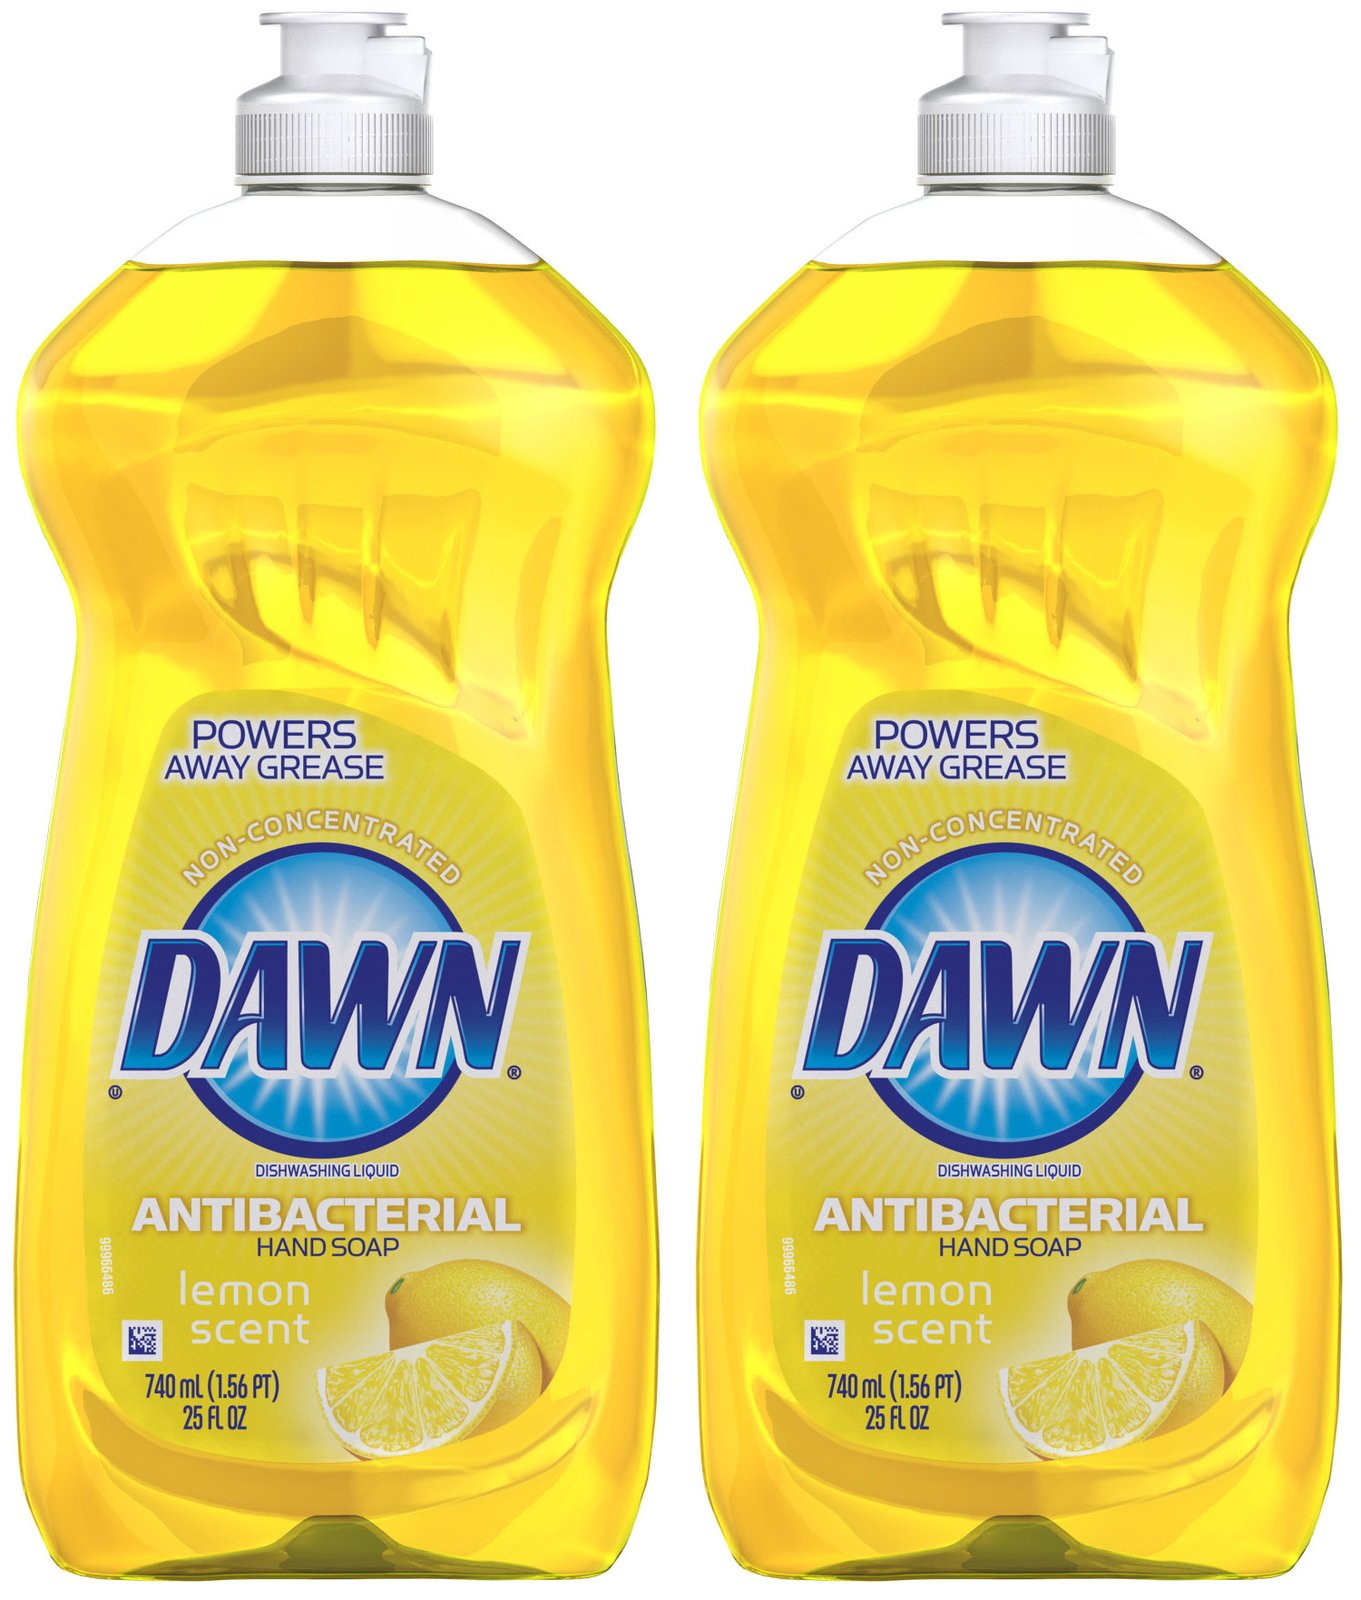 POWERS
AWAY GREASE
NON-CONCENTRATED
DAWN®
U
DISHWASHING LIQUID
ANTIBACTERIAL
HAND SOAP
99966486
lemon
scent
740 mL (1.56 PT)
25 FL OZ
POWERS
AWAY GREASE
NON-CONCENTRATED
DAWN®
U
DISHWASHING LIQUID
ANTIBACTERIAL
HAND SOAP
99966486
lemon
scent
740 mL (1.56 PT)
25 FL OZ